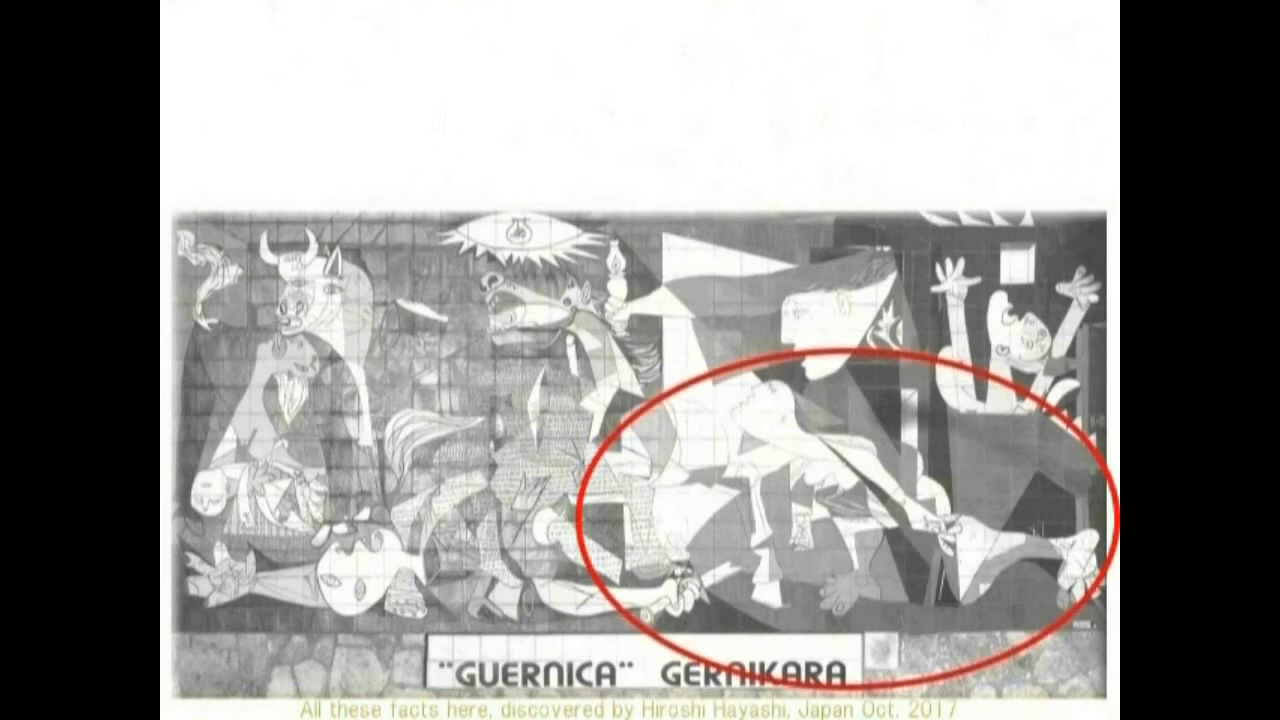 "GUERNICA" GERNIKARA
All these facts here, discovered by Hiroshi Hayashi, Japan Oct. 2017